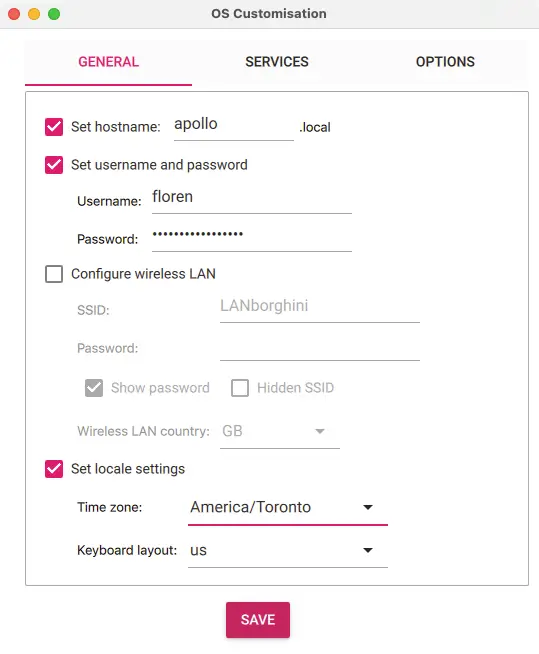 OS Customisation
GENERAL SERVICES OPTIONS
Set hostname: apollo .local
Set username and password
Username: floren
Password: •••••••••••••••••
Configure wireless LAN
SSID: LANborghini
Password:
Show password Hidden SSID
Wireless LAN country: GB
Set locale settings
Time zone: America/Toronto
Keyboard layout: us
SAVE